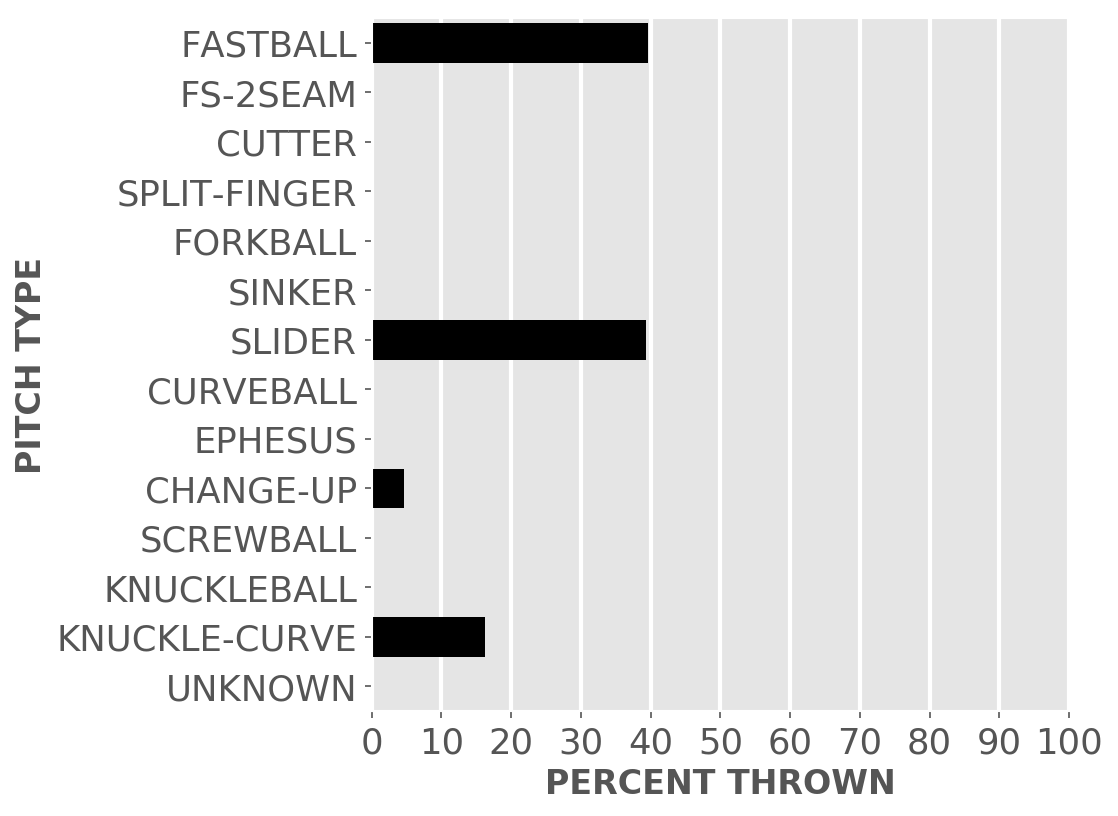 FASTBALL
FS-2SEAM
CUTTER
SPLIT-FINGER
FORKBALL
SINKER
SLIDER
CURVEBALL
EPHESUS
CHANGE-UP
SCREWBALL
KNUCKLEBALL
KNUCKLE-CURVE
UNKNOWN
PITCH TYPE
0 10 20 30 40 50 60 70 80 90 100
PERCENT THROWN